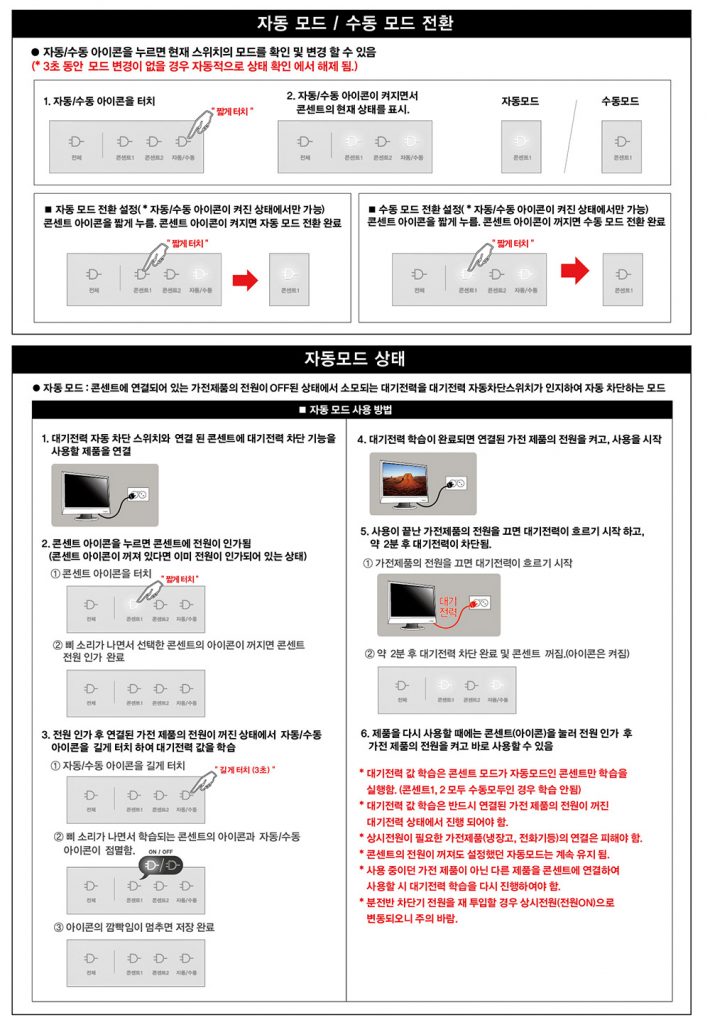 자동 모드 / 수동 모드 전환
● 자동/수동 아이콘을 누르면 현재 스위치의 모드를 확인 및 변경 할 수 있음
(* 3초 동안 모드 변경이 없을 경우 자동적으로 상태 확인 에서 해제 됨.)
1. 자동/수동 아이콘을 터치
" 짧게 터치 "
전체 콘센트1 콘센트2 자동/수동
2. 자동/수동 아이콘이 켜지면서
콘센트의 현재 상태를 표시.
전체 콘센트1 콘센트2 자동/수동
자동모드 / 수동모드
콘센트1 콘센트1
■ 자동 모드 전환 설정( * 자동/수동 아이콘이 켜진 상태에서만 가능)
콘센트 아이콘을 짧게 누름. 콘센트 아이콘이 켜지면 자동 모드 전환 완료
" 짧게 터치 "
전체 콘센트1 콘센트2 자동/수동 콘센트1
■ 수동 모드 전환 설정( * 자동/수동 아이콘이 켜진 상태에서만 가능)
콘센트 아이콘을 짧게 누름. 콘센트 아이콘이 꺼지면 수동 모드 전환 완료
" 짧게 터치 "
전체 콘센트1 콘센트2 자동/수동 콘센트1
자동모드 상태
● 자동 모드 : 콘센트에 연결되어 있는 가전제품의 전원이 OFF된 상태에서 소모되는 대기전력을 대기전력 자동차단스위치가 인지하여 자동 차단하는 모드
■ 자동 모드 사용 방법
1. 대기전력 자동 차단 스위치와 연결 된 콘센트에 대기전력 차단 기능을
사용할 제품을 연결
2. 콘센트 아이콘을 누르면 콘센트에 전원이 인가됨
(콘센트 아이콘이 꺼져 있다면 이미 전원이 인가되어 있는 상태)
① 콘센트 아이콘을 터치
" 짧게 터치 "
전체 콘센트1 콘센트2 자동/수동
② 삐 소리가 나면서 선택한 콘센트의 아이콘이 꺼지면 콘센트
전원 인가 완료
전체 콘센트1 콘센트2 자동/수동
3. 전원 인가 후 연결된 가전 제품의 전원이 꺼진 상태에서 자동/수동
아이콘을 길게 터치 하여 대기전력 값을 학습
① 자동/수동 아이콘을 길게 터치
" 길게 터치 (3초) "
전체 콘센트1 콘센트2 자동/수동
② 삐 소리가 나면서 학습되는 콘센트의 아이콘과 자동/수동
아이콘이 점멸함.
ON / OFF
전체 콘센트1 콘센트2 자동/수동
③ 아이콘의 깜빡임이 멈추면 저장 완료
전체 콘센트1 콘센트2 자동/수동
4. 대기전력 학습이 완료되면 연결된 가전 제품의 전원을 켜고, 사용을 시작
5. 사용이 끝난 가전제품의 전원을 끄면 대기전력이 흐르기 시작 하고,
약 2분 후 대기전력이 차단됨.
① 가전제품의 전원을 끄면 대기전력이 흐르기 시작
대기
전력
② 약 2분 후 대기전력 차단 완료 및 콘센트 꺼짐.(아이콘은 켜짐)
전체 콘센트1 콘센트2 자동/수동
6. 제품을 다시 사용할 때에는 콘센트(아이콘)을 눌러 전원 인가 후
가전 제품의 전원을 켜고 바로 사용할 수 있음
* 대기전력 값 학습은 콘센트 모드가 자동모드인 콘센트만 학습을
실행함. (콘센트1, 2 모두 수동모두인 경우 학습 안됨)
* 대기전력 값 학습은 반드시 연결된 가전 제품의 전원이 꺼진
대기전력 상태에서 진행 되어야 함.
* 상시전원이 필요한 가전제품(냉장고, 전화기등)의 연결은 피해야 함.
* 콘센트의 전원이 꺼져도 설정했던 자동모드는 계속 유지 됨.
* 사용 중이던 가전 제품이 아닌 다른 제품을 콘센트에 연결하여
사용할 시 대기전력 학습을 다시 진행하여야 함.
* 분전반 차단기 전원을 재 투입할 경우 상시전원(전원ON)으로
변동되오니 주의 바람.